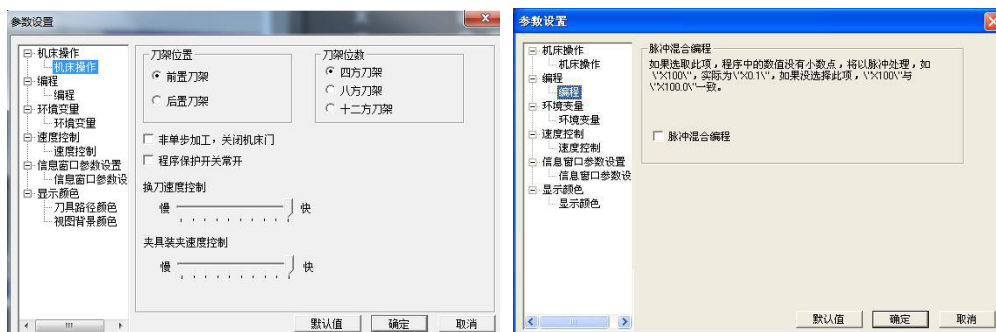 参数设置
机床操作
机床操作
编程
编程
环境变量
环境变量
速度控制
速度控制
信息窗口参数设置
信息窗口参数设
显示颜色
刀具路径颜色
视图背景颜色
刀架位置
前置刀架
后置刀架
刀架位数
四方刀架
八方刀架
十二方刀架
非单步加工，关闭机床门
程序保护开关常开
换刀速度控制
慢 快
夹具装夹速度控制
慢 快
默认值 确定 取消
参数设置
机床操作
机床操作
编程
编程
环境变量
环境变量
速度控制
速度控制
信息窗口参数设置
信息窗口参数设
显示颜色
显示颜色
脉冲混合编程
如果选取此项，程序中的数值没有小数点，将以脉冲处理，如
\"X100\"，实际为\"X0.1\"，如果没选择此项，\"X100\"与
\"X100.0\"一致。
脉冲混合编程
默认值 确定 取消